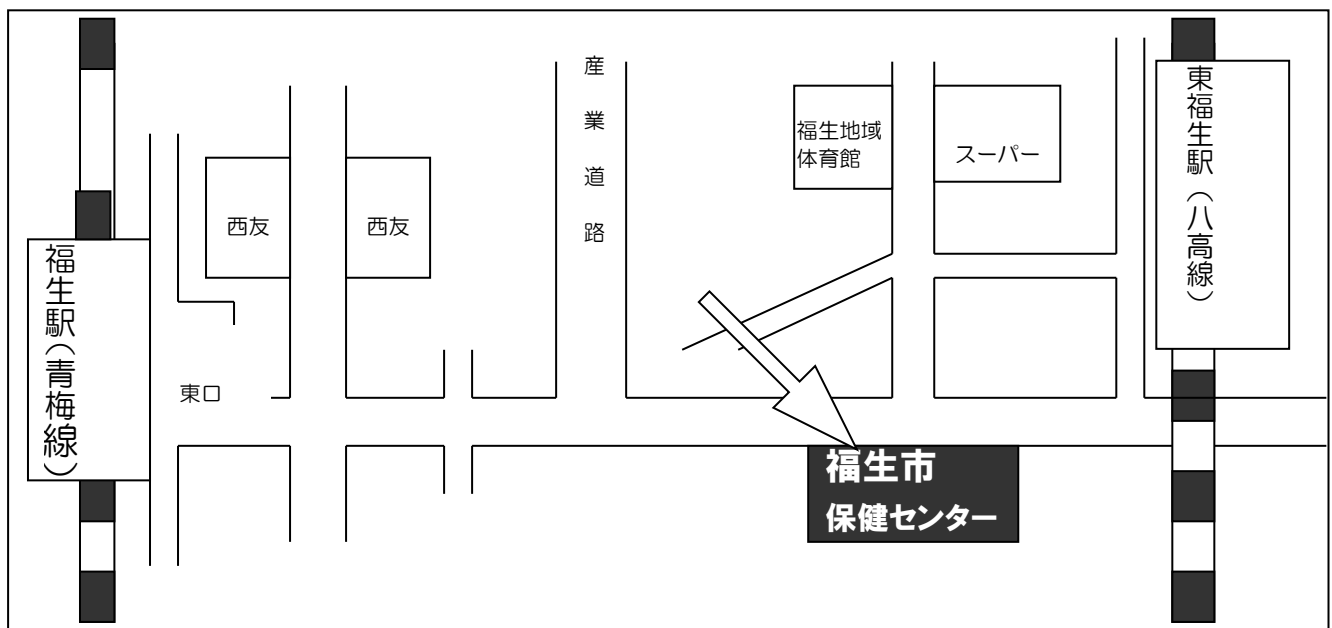 福生駅（青梅線）
東口
西友
西友
産業道路
福生地域
体育館
スーパー
東福生駅（八高線）
福生市
保健センター